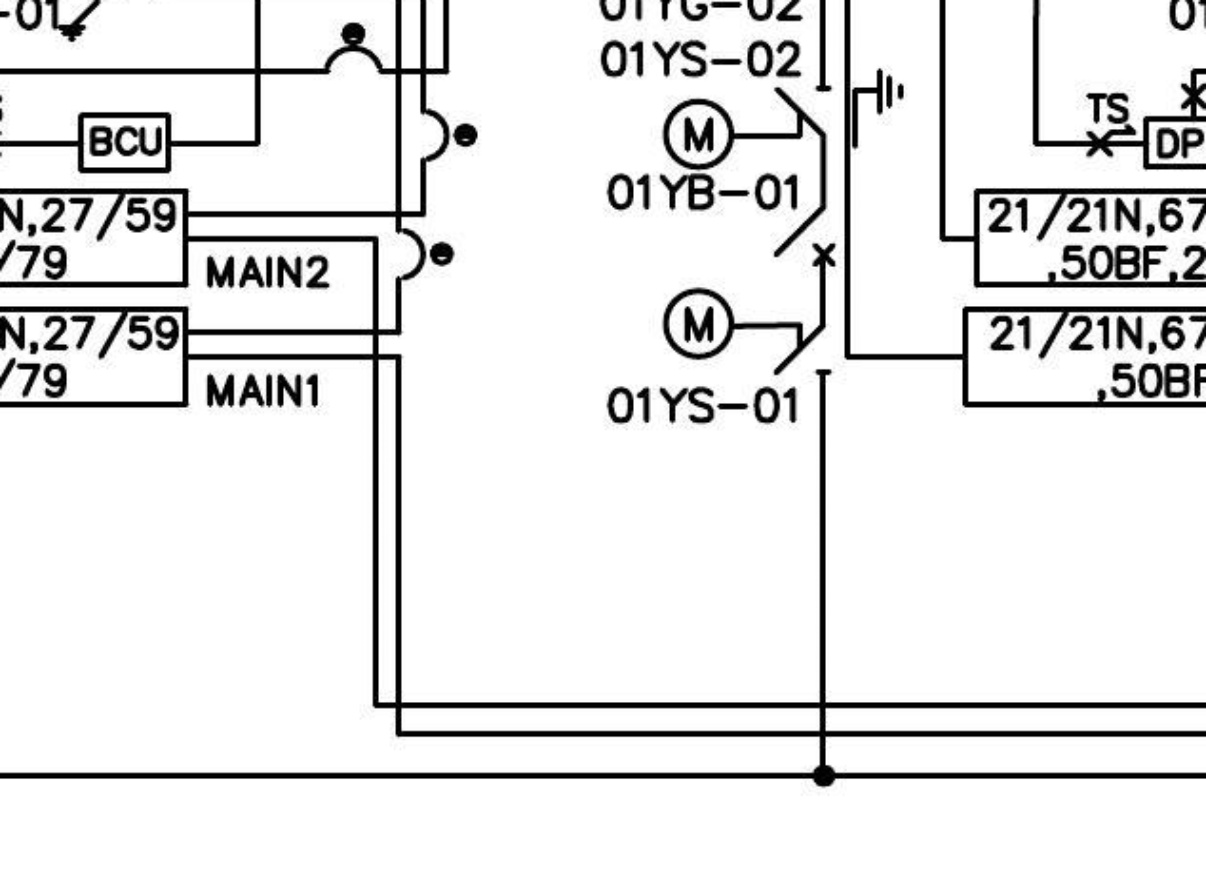 -01
01YG-02
01
01YS-02
TS
BCU
M
DP
01YB-01
N,27/59
/79
MAIN2
21/21N,67
,50BF,2
M
N,27/59
/79
MAIN1
21/21N,67
,50BF
01YS-01